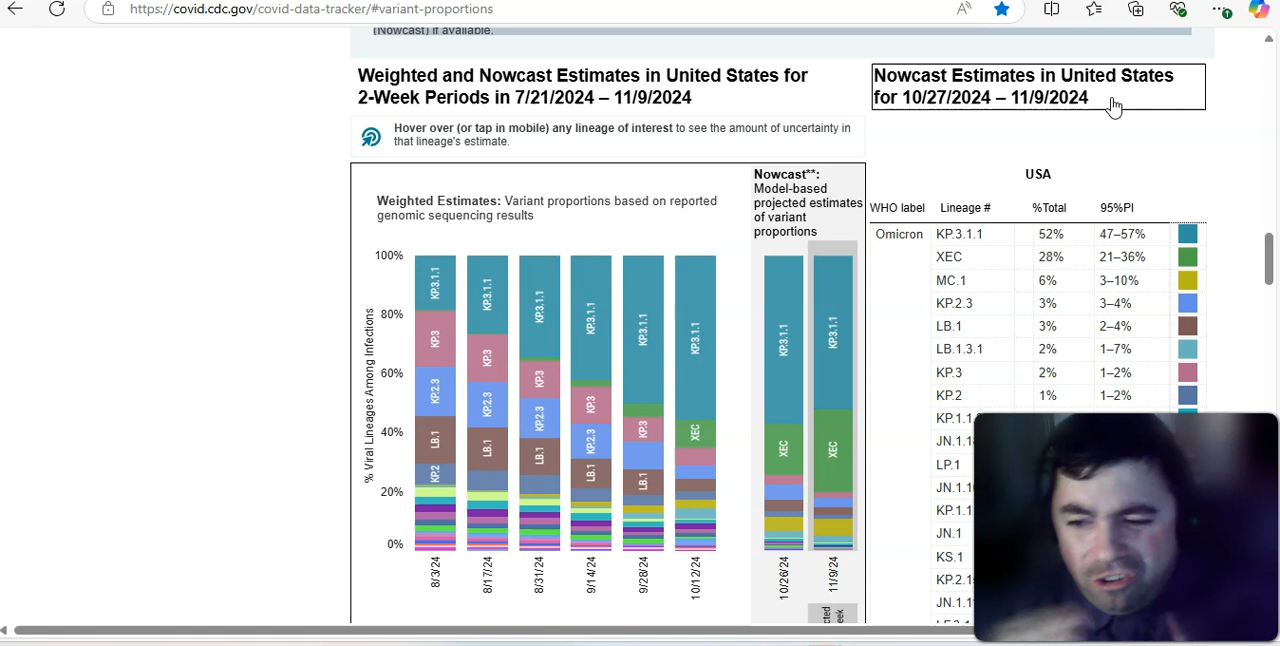 https://covid.cdc.gov/covid-data-tracker/#variant-proportions
(Nowcast) if available.
Weighted and Nowcast Estimates in United States for
2-Week Periods in 7/21/2024 – 11/9/2024
Nowcast Estimates in United States
for 10/27/2024 – 11/9/2024
Hover over (or tap in mobile) any lineage of interest to see the amount of uncertainty in
that lineage's estimate.
Weighted Estimates: Variant proportions based on reported
genomic sequencing results
Nowcast**:
Model-based
projected estimates
of variant
proportions
% Viral Lineages Among Infections
100%
80%
60%
40%
20%
0%
KP.3.1.1
KP.3
KP.2.3
LB.1
KP.2
KP.3.1.1
KP.3
KP.2.3
LB.1
KP.3.1.1
KP.3
KP.2.3
LB.1
KP.3.1.1
KP.3
KP.2.3
LB.1
KP.3.1.1
KP.3
LB.1
KP.3.1.1
XEC
KP.3.1.1
XEC
KP.3.1.1
XEC
8/3/24
8/17/24
8/31/24
9/14/24
9/28/24
10/12/24
10/26/24
11/9/24
USA
WHO label Lineage # %Total 95%PI
Omicron KP.3.1.1 52% 47–57%
XEC 28% 21–36%
MC.1 6% 3–10%
KP.2.3 3% 3–4%
LB.1 3% 2–4%
LB.1.3.1 2% 1–7%
KP.3 2% 1–2%
KP.2 1% 1–2%
LP.1
JN.1
KS.1